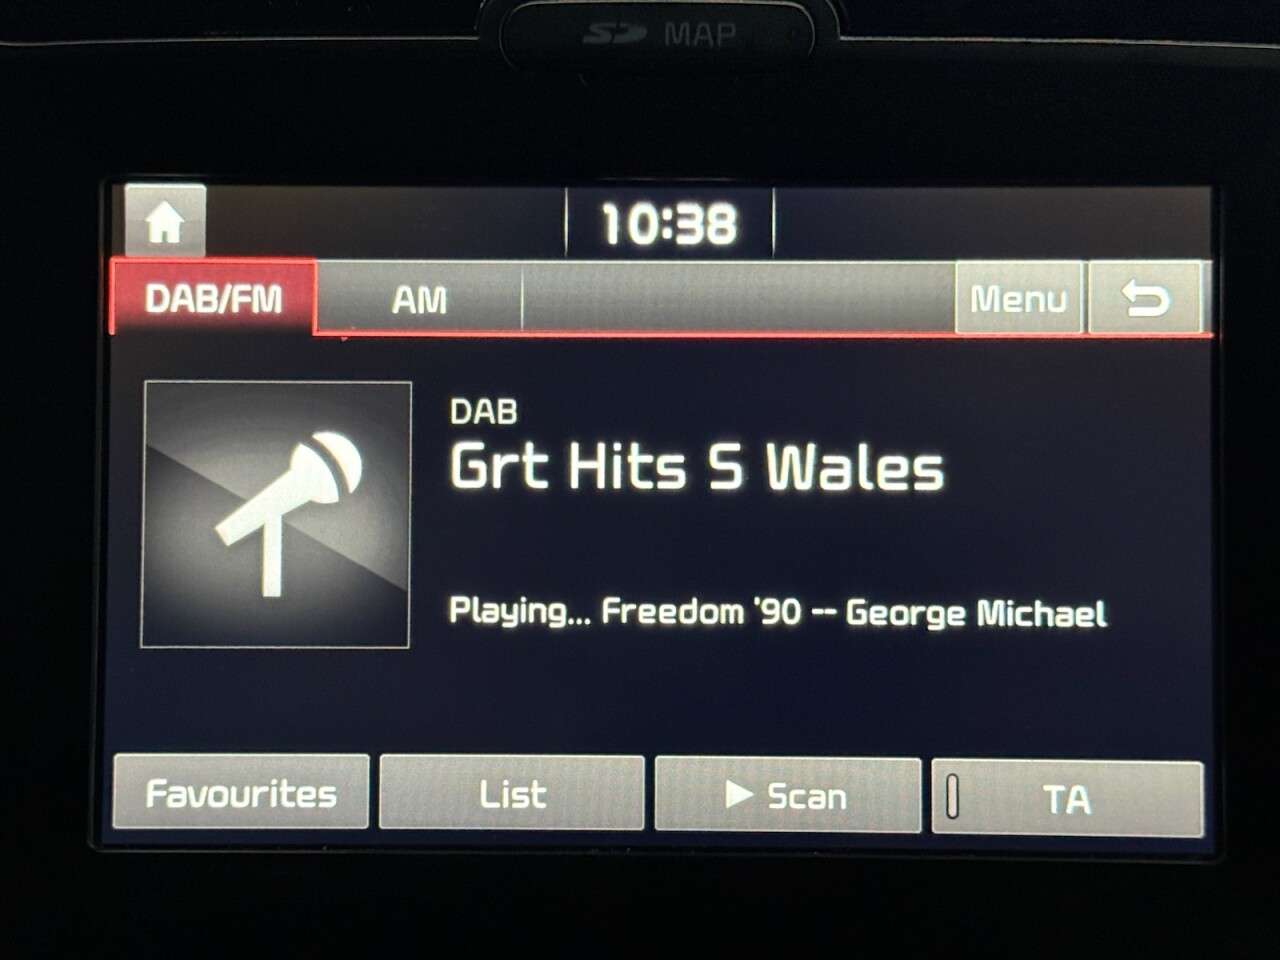 SD MAP
10:38
DAB/FM AM Menu
DAB
Grt Hits S Wales
Playing... Freedom '90 -- George Michael
Favourites List Scan TA